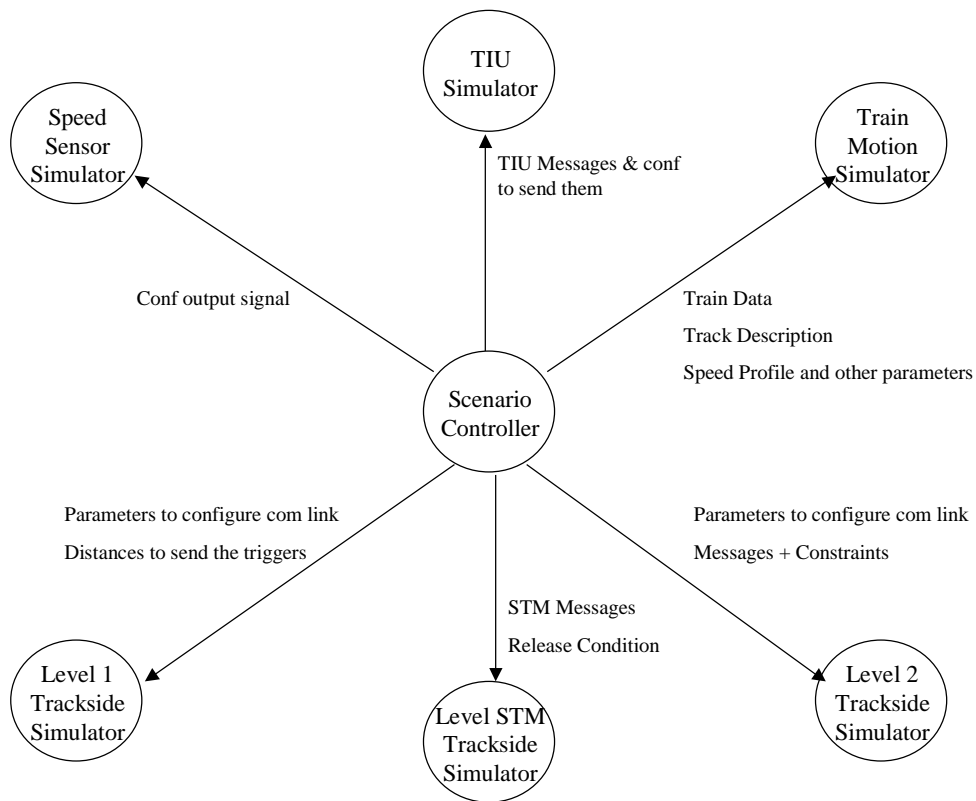 TIU
Simulator
Speed
Sensor
Simulator
Train
Motion
Simulator
TIU Messages & conf
to send them
Conf output signal
Train Data
Track Description
Speed Profile and other parameters
Scenario
Controller
Parameters to configure com link
Distances to send the triggers
Parameters to configure com link
Messages + Constraints
STM Messages
Release Condition
Level 1
Trackside
Simulator
Level STM
Trackside
Simulator
Level 2
Trackside
Simulator